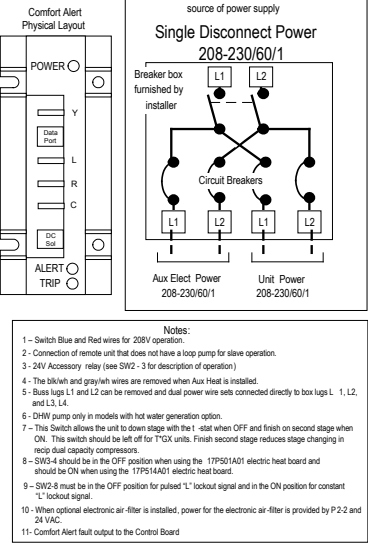 Comfort Alert
Physical Layout
POWER
Y
Data
Port
L
R
C
DC
Sol
ALERT
TRIP
source of power supply
Single Disconnect Power
208-230/60/1
Breaker box
furnished by
installer
L1
L2
Circuit Breakers
L1
L2
L1
L2
Aux Elect Power
208-230/60/1
Unit Power
208-230/60/1
Notes:
1 – Switch Blue and Red wires for 208V operation.
2 - Connection of remote unit that does not have a loop pump for slave operation.
3 - 24V Accessory relay (see SW2 - 3 for description of operation)
4 - The blk/wh and gray/wh wires are removed when Aux Heat is installed.
5 - Buss lugs L1 and L2 can be removed and dual power wire sets connected directly to box lugs L 1, L2,
and L3, L4.
6 - DHW pump only in models with hot water generation option.
7 – This Switch allows the unit to down stage with the t -stat when OFF and finish on second stage when
ON. This switch should be left off for T*GX units. Finish second stage reduces stage changing in
recip dual capacity compressors.
8 – SW3-4 should be in the OFF position when using the 17P501A01 electric heat board and
should be ON when using the 17P514A01 electric heat board.
9 – SW2-8 must be in the OFF position for pulsed “L” lockout signal and in the ON position for constant
“L” lockout signal.
10 - When optional electronic air -filter is installed, power for the electronic air-filter is provided by P2-2 and
24 VAC.
11- Comfort Alert fault output to the Control Board